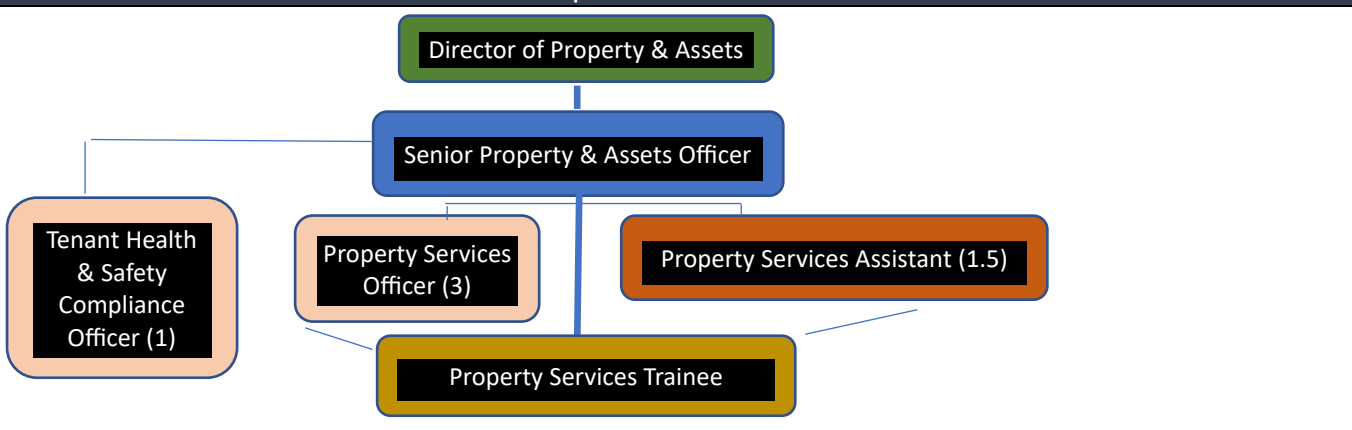 Director of Property & Assets
Senior Property & Assets Officer
Tenant Health
& Safety
Compliance
Officer (1)
Property Services
Officer (3)
Property Services Assistant (1.5)
Property Services Trainee